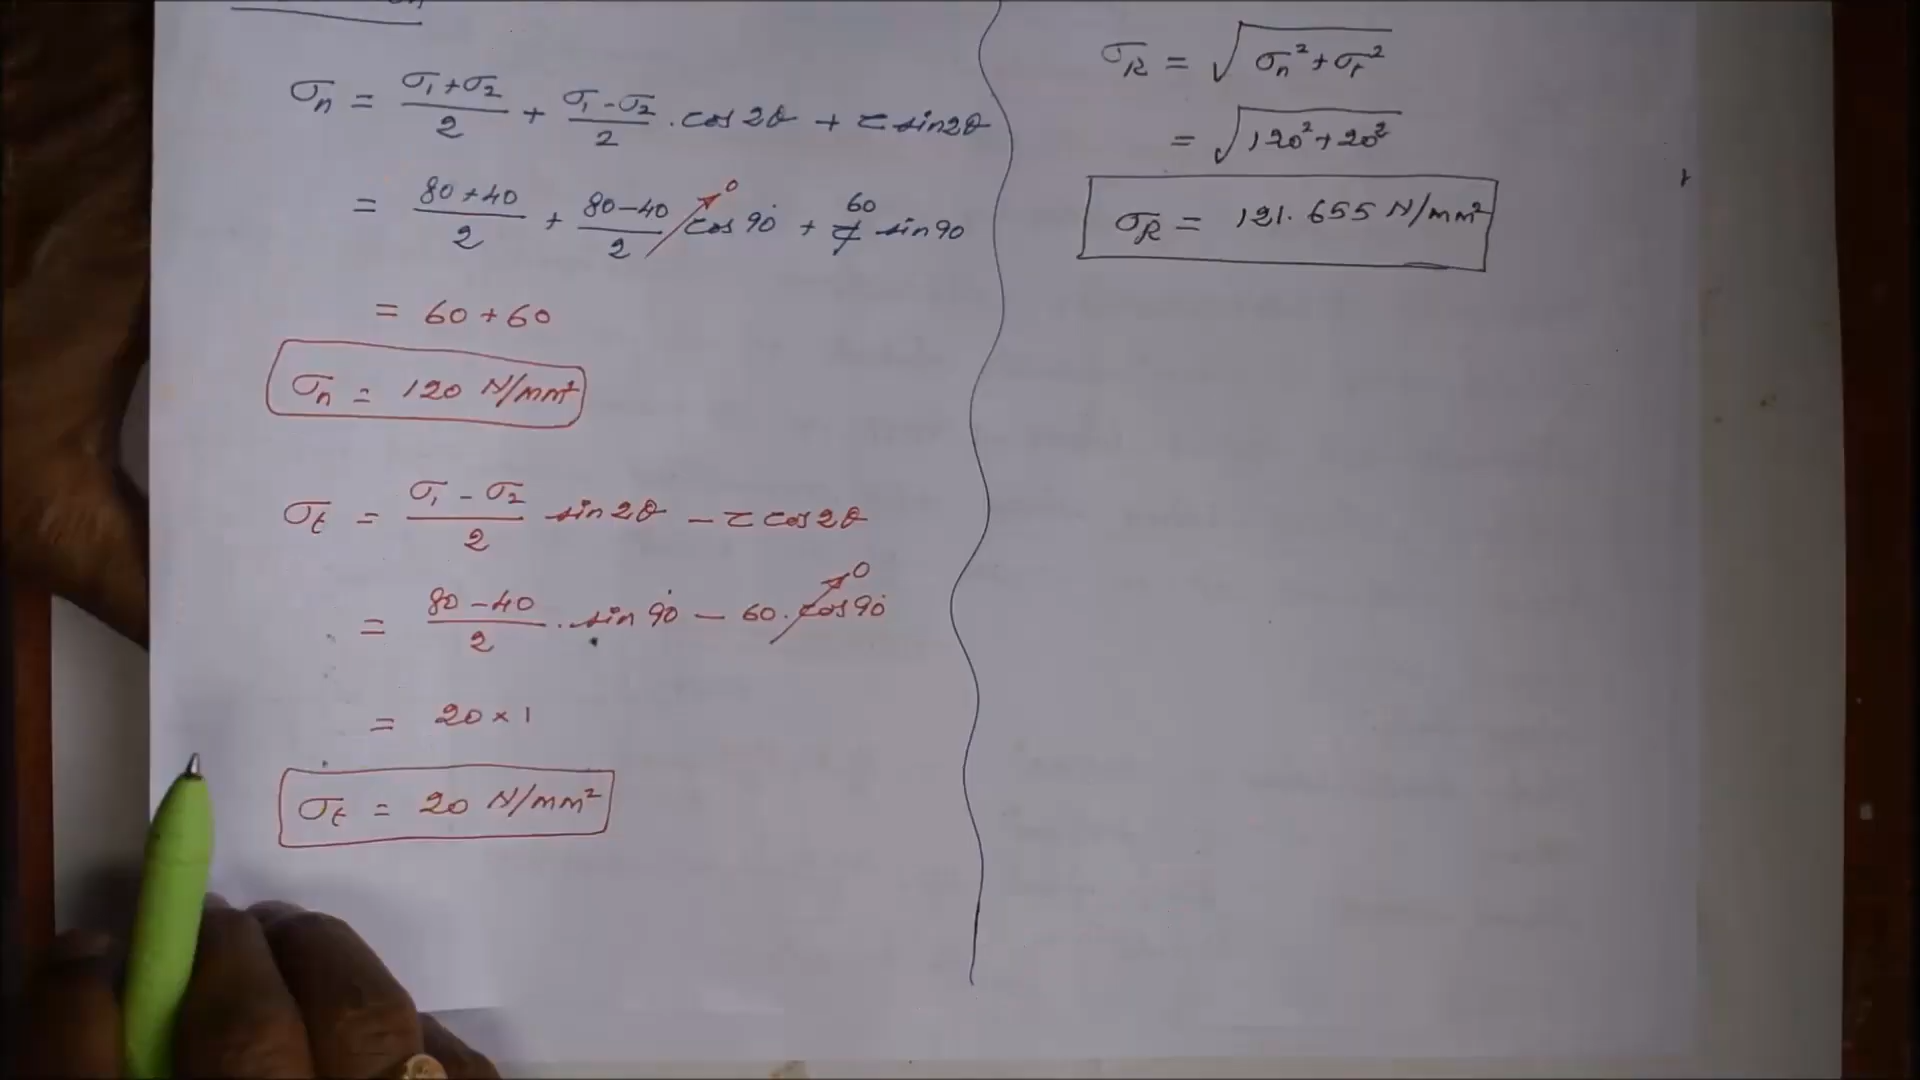 σn = σ1+σ2/2 + σ1-σ2/2 . cos 2θ + τ sin2θ
= 80+40/2 + 80-40/2 cos 90° 0 + τ 60 sin 90
= 60 + 60
σn = 120 N/mm²
σt = σ1 - σ2/2 sin 2θ - τ cos 2θ
= 80-40/2 . sin 90° - 60. cos 90° 0
= 20 × 1
σt = 20 N/mm²
σR = √σn² + σt²
= √120² + 20²
σR = 121.655 N/mm²